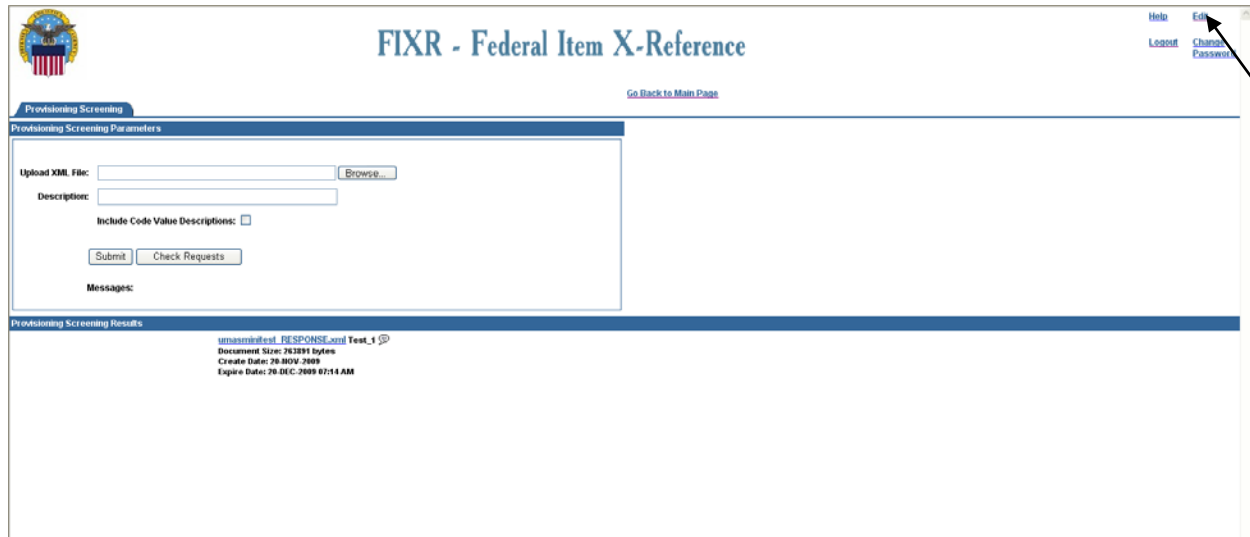 Help Edit
FIXR - Federal Item X-Reference
Logout Change Password
Go Back to Main Page
Provisioning Screening
Provisioning Screening Parameters
Upload XML File: Browse...
Description:
Include Code Value Descriptions:
Submit Check Requests
Messages:
Provisioning Screening Results
umasminitest_RESPONSE.xml Test_1
Document Size: 263891 bytes
Create Date: 20-NOV-2009
Expire Date: 20-DEC-2009 07:14 AM